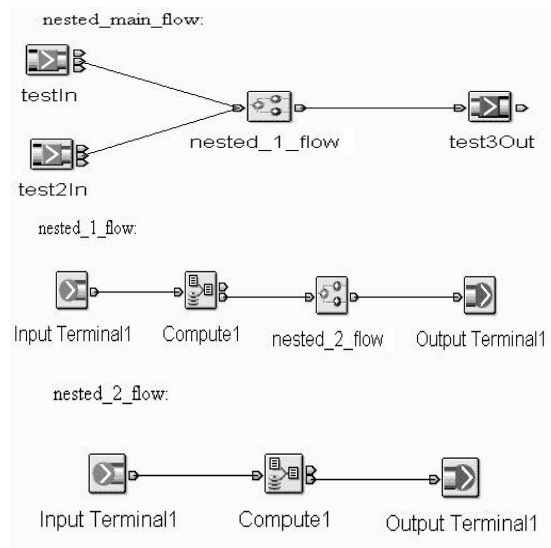 nested_main_flow:
testIn
nested_1_flow
test3Out
test2In
nested_1_flow:
Input Terminal1
Compute1
nested_2_flow
Output Terminal1
nested_2_flow:
Input Terminal1
Compute1
Output Terminal1